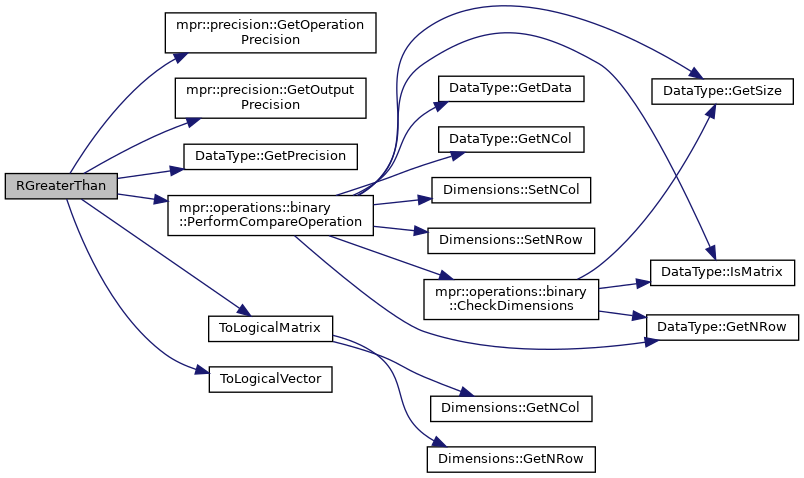 RGreaterThan
mpr::precision::GetOperation
Precision
mpr::precision::GetOutput
Precision
DataType::GetPrecision
mpr::operations::binary
::PerformCompareOperation
ToLogicalMatrix
ToLogicalVector
DataType::GetData
DataType::GetNCol
Dimensions::SetNCol
Dimensions::SetNRow
mpr::operations::binary
::CheckDimensions
Dimensions::GetNCol
Dimensions::GetNRow
DataType::GetSize
DataType::IsMatrix
DataType::GetNRow